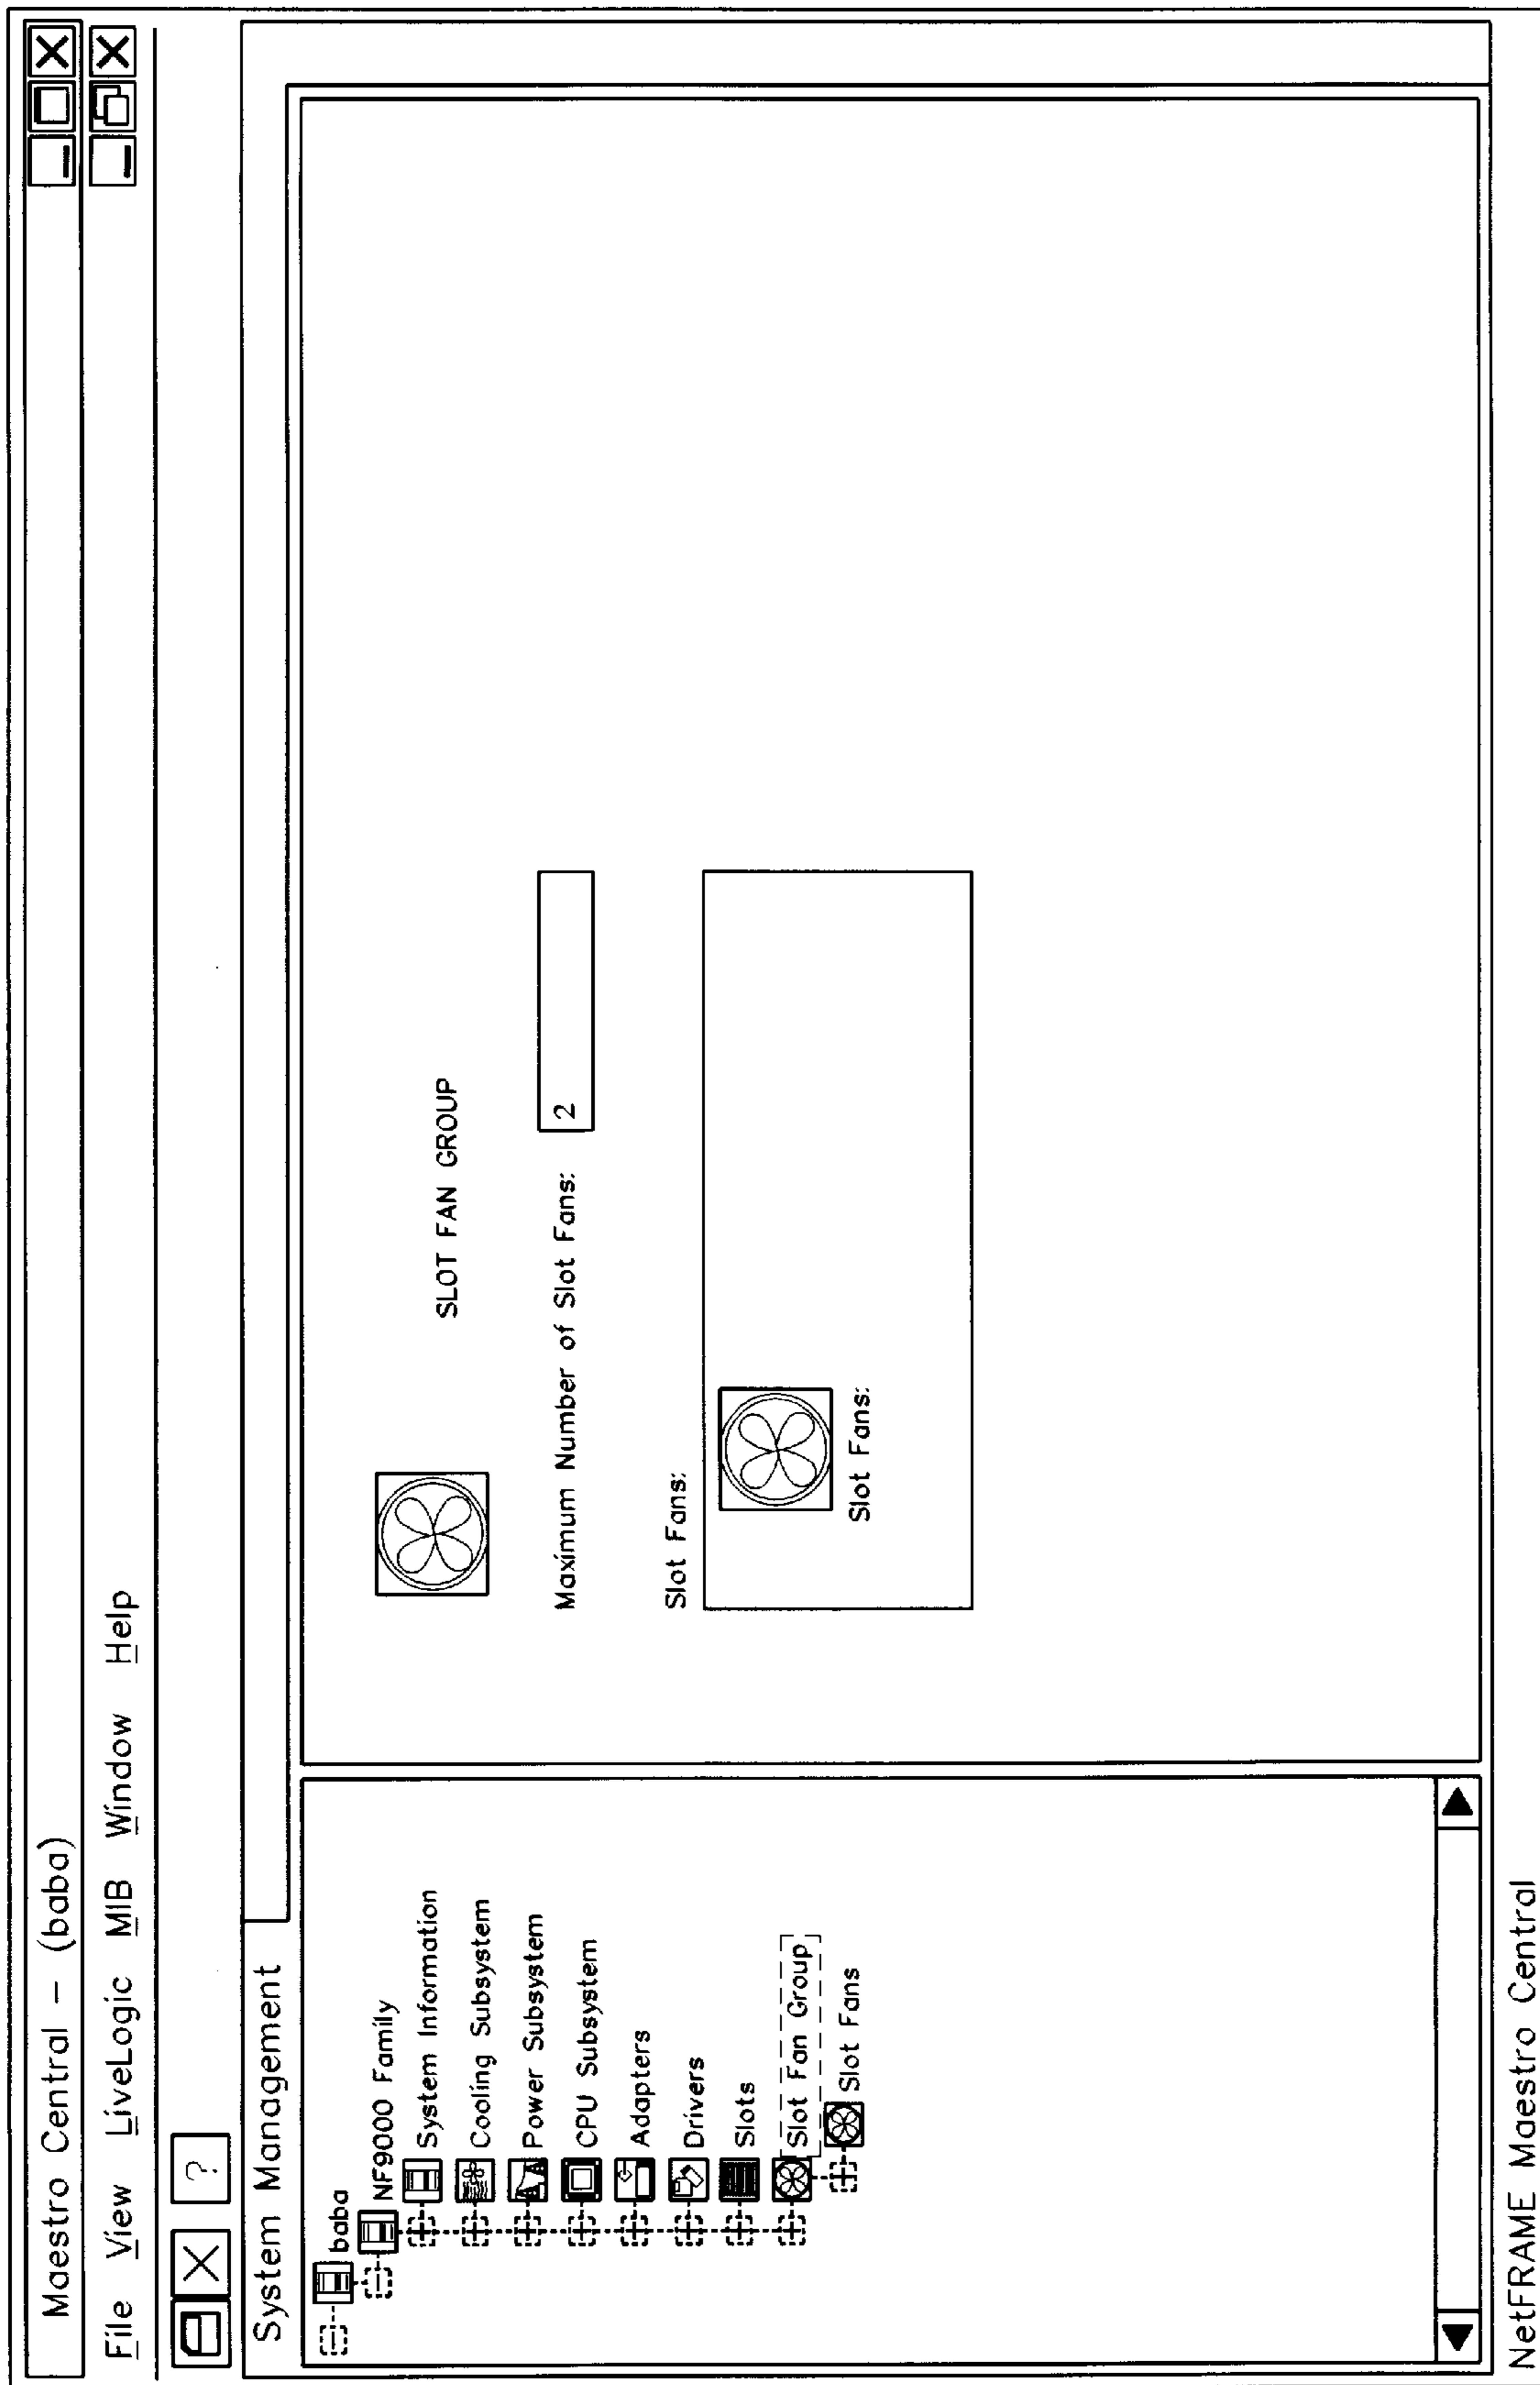 Maestro Central – (baba)
File View LiveLogic MIB Window Help
?
System Management
baba
NF9000 Family
System Information
Cooling Subsystem
Power Subsystem
CPU Subsystem
Adapters
Drivers
Slots
Slot Fan Group
Slot Fans
SLOT FAN GROUP
Maximum Number of Slot Fans: 2
Slot Fans:
Slot Fans:
NetFRAME Maestro Central